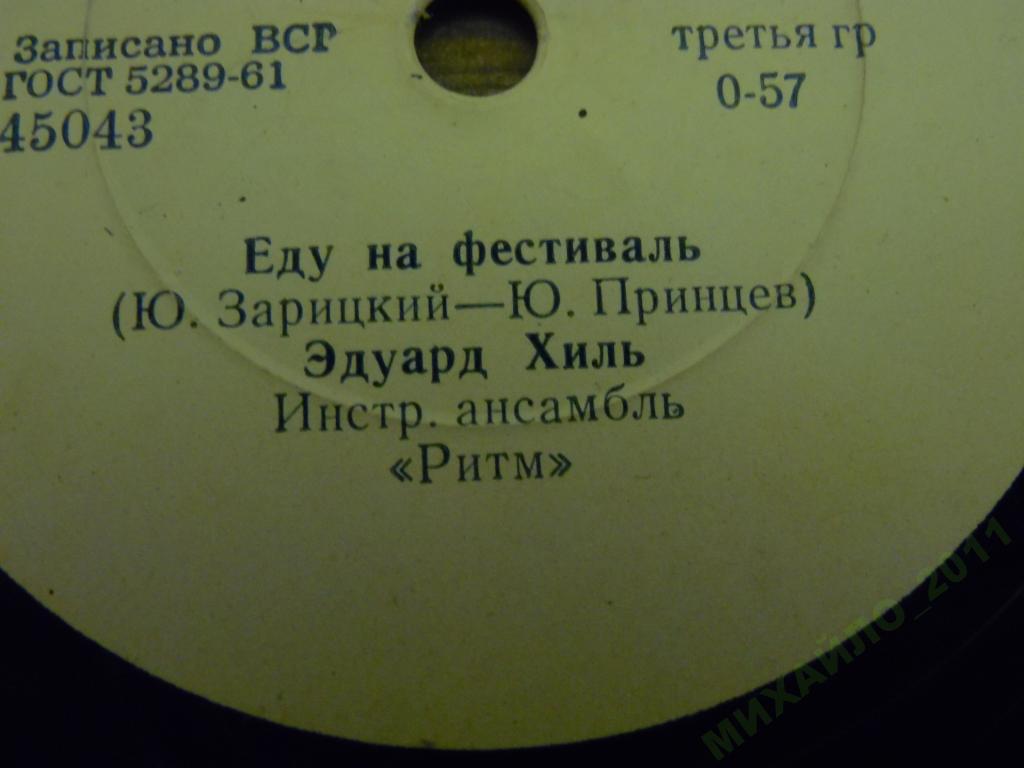 Записано ВСГ
ГОСТ 5289-61
45043
третья гр
0-57
Еду на фестиваль
(Ю. Зарицкий—Ю. Принцев)
Эдуард Хиль
Инстр. ансамбль
«Ритм»
МИХАЙЛО_2011